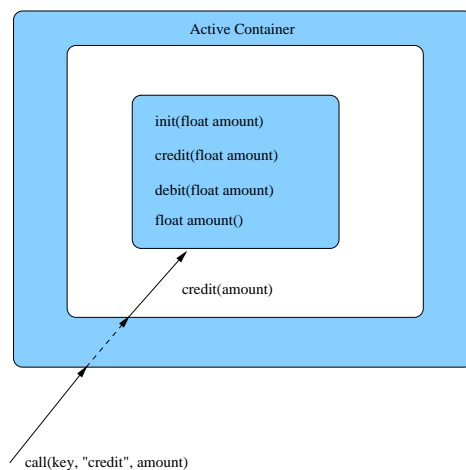 Active Container
init(float amount)
credit(float amount)
debit(float amount)
float amount()
credit(amount)
call(key, "credit", amount)